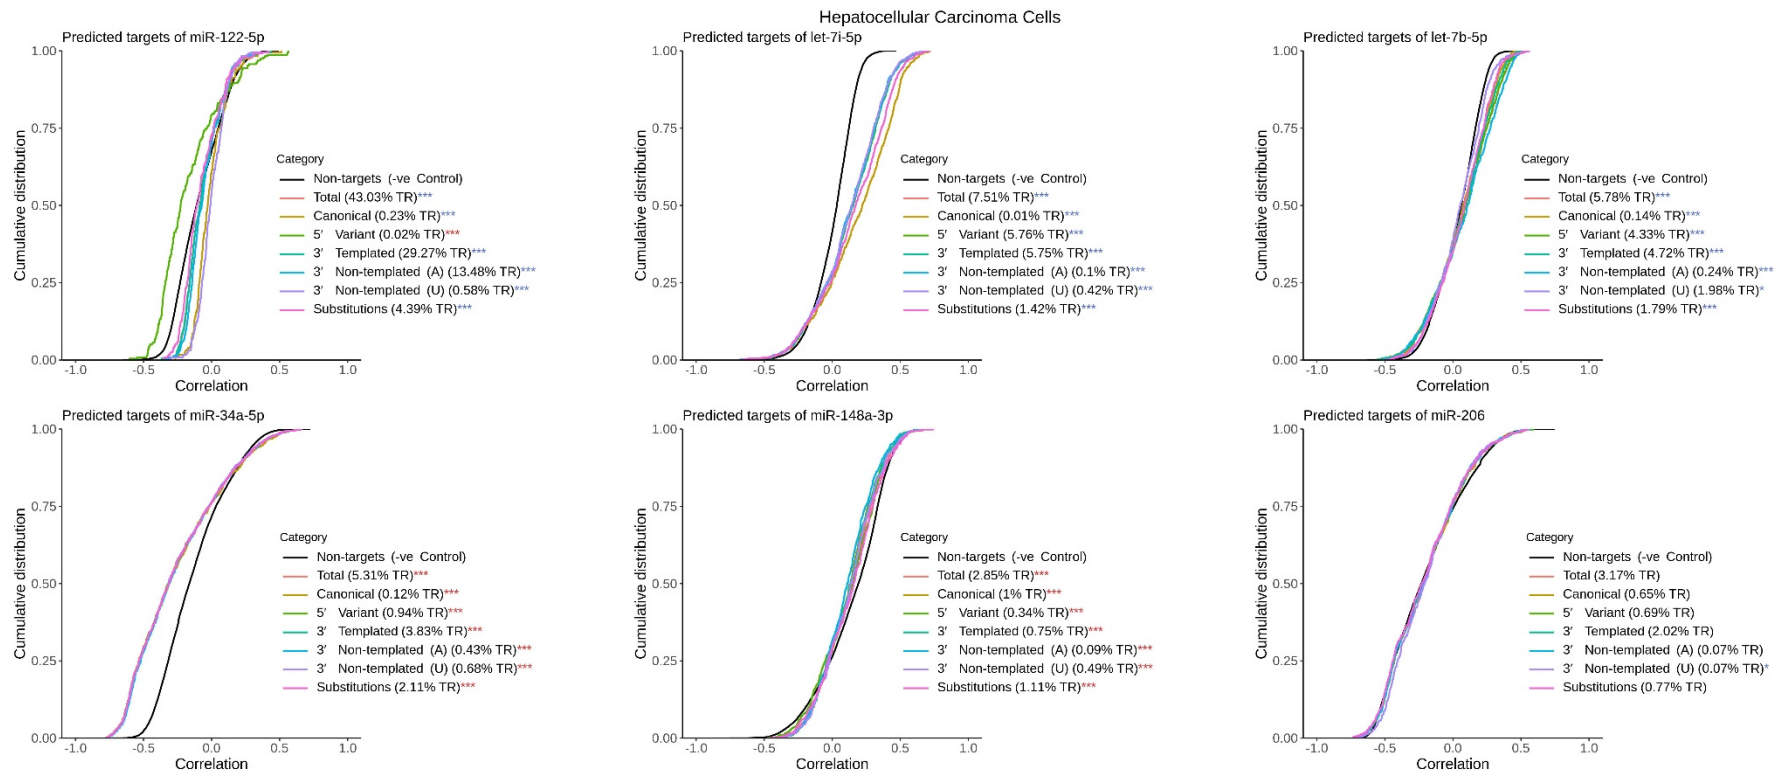 Hepatocellular Carcinoma Cells
Predicted targets of miR-122-5p
Cumulative distribution
1.00
0.75
0.50
0.25
0.00
-1.0 -0.5 0.0 0.5 1.0
Correlation
Category
Non-targets (-ve Control)
Total (43.03% TR)***
Canonical (0.23% TR)***
5′ Variant (0.02% TR)***
3′ Templated (29.27% TR)***
3′ Non-templated (A) (13.48% TR)***
3′ Non-templated (U) (0.58% TR)***
Substitutions (4.39% TR)***
Predicted targets of let-7i-5p
Cumulative distribution
1.00
0.75
0.50
0.25
0.00
-1.0 -0.5 0.0 0.5 1.0
Correlation
Category
Non-targets (-ve Control)
Total (7.51% TR)***
Canonical (0.01% TR)***
5′ Variant (5.76% TR)***
3′ Templated (5.75% TR)***
3′ Non-templated (A) (0.1% TR)***
3′ Non-templated (U) (0.42% TR)***
Substitutions (1.42% TR)***
Predicted targets of let-7b-5p
Cumulative distribution
1.00
0.75
0.50
0.25
0.00
-1.0 -0.5 0.0 0.5 1.0
Correlation
Category
Non-targets (-ve Control)
Total (5.78% TR)***
Canonical (0.14% TR)***
5′ Variant (4.33% TR)***
3′ Templated (4.72% TR)***
3′ Non-templated (A) (0.24% TR)***
3′ Non-templated (U) (1.98% TR)*
Substitutions (1.79% TR)***
Predicted targets of miR-34a-5p
Cumulative distribution
1.00
0.75
0.50
0.25
0.00
-1.0 -0.5 0.0 0.5 1.0
Correlation
Category
Non-targets (-ve Control)
Total (5.31% TR)***
Canonical (0.12% TR)***
5′ Variant (0.94% TR)***
3′ Templated (3.83% TR)***
3′ Non-templated (A) (0.43% TR)***
3′ Non-templated (U) (0.68% TR)***
Substitutions (2.11% TR)***
Predicted targets of miR-148a-3p
Cumulative distribution
1.00
0.75
0.50
0.25
0.00
-1.0 -0.5 0.0 0.5 1.0
Correlation
Category
Non-targets (-ve Control)
Total (2.85% TR)***
Canonical (1% TR)***
5′ Variant (0.34% TR)***
3′ Templated (0.75% TR)***
3′ Non-templated (A) (0.09% TR)***
3′ Non-templated (U) (0.49% TR)***
Substitutions (1.11% TR)***
Predicted targets of miR-206
Cumulative distribution
1.00
0.75
0.50
0.25
0.00
-1.0 -0.5 0.0 0.5 1.0
Correlation
Category
Non-targets (-ve Control)
Total (3.17% TR)
Canonical (0.65% TR)
5′ Variant (0.69% TR)
3′ Templated (2.02% TR)
3′ Non-templated (A) (0.07% TR)
3′ Non-templated (U) (0.07% TR)*
Substitutions (0.77% TR)